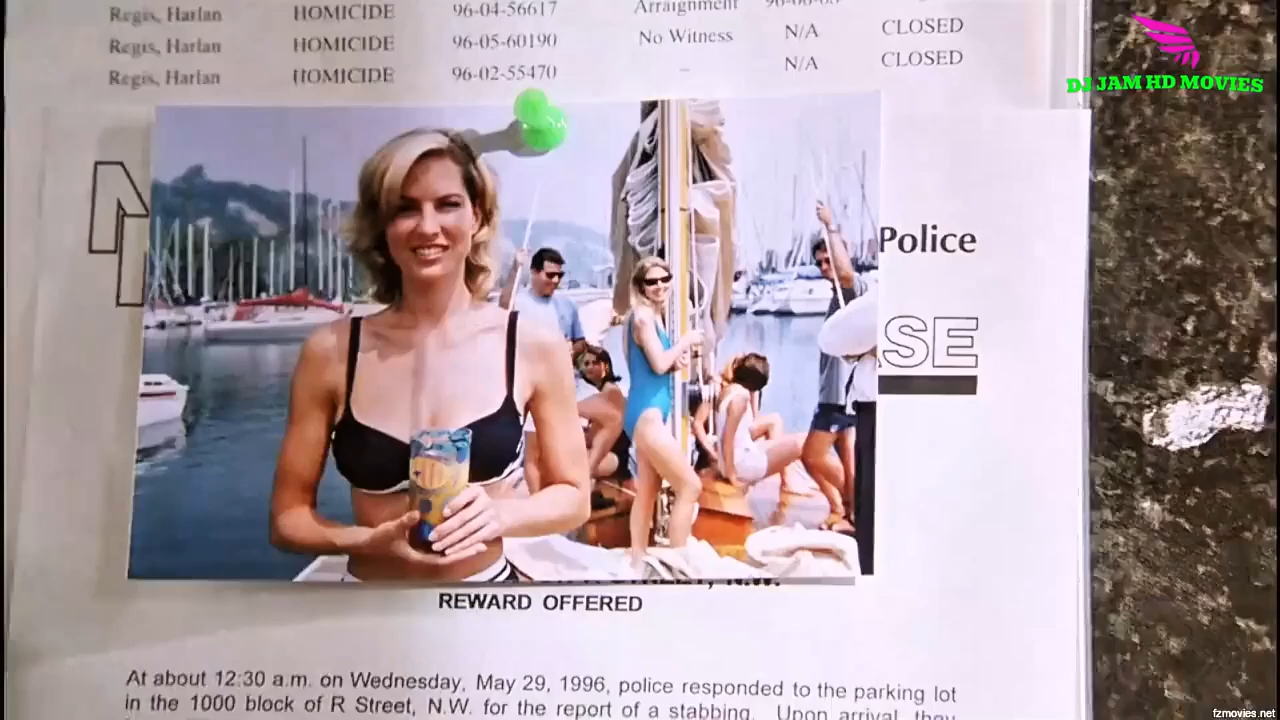 Regis, Harlan HOMICIDE 96-04-56617 Arraignment
Regis, Harlan HOMICIDE 96-05-60190 No Witness N/A CLOSED
Regis, Harlan HOMICIDE 96-02-55470 – N/A CLOSED
DJ JAM HD MOVIES
Police
ASE
REWARD OFFERED
At about 12:30 a.m. on Wednesday, May 29, 1996, police responded to the parking lot
in the 1000 block of R Street, N.W. for the report of a stabbing. Upon arrival, they
fzmovies.net